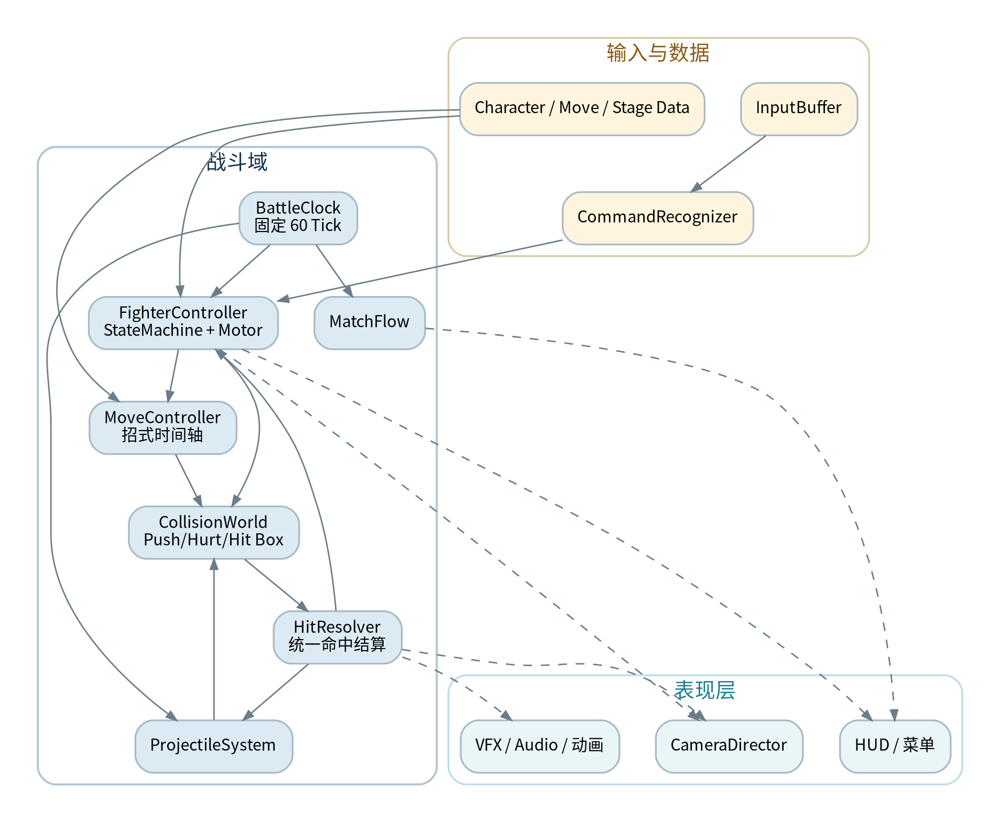 输入与数据
Character / Move / Stage Data
InputBuffer
战斗域
BattleClock
固定 60 Tick
CommandRecognizer
FighterController
StateMachine + Motor
MatchFlow
MoveController
招式时间轴
CollisionWorld
Push/Hurt/Hit Box
HitResolver
统一命中结算
表现层
ProjectileSystem
VFX / Audio / 动画
CameraDirector
HUD / 菜单